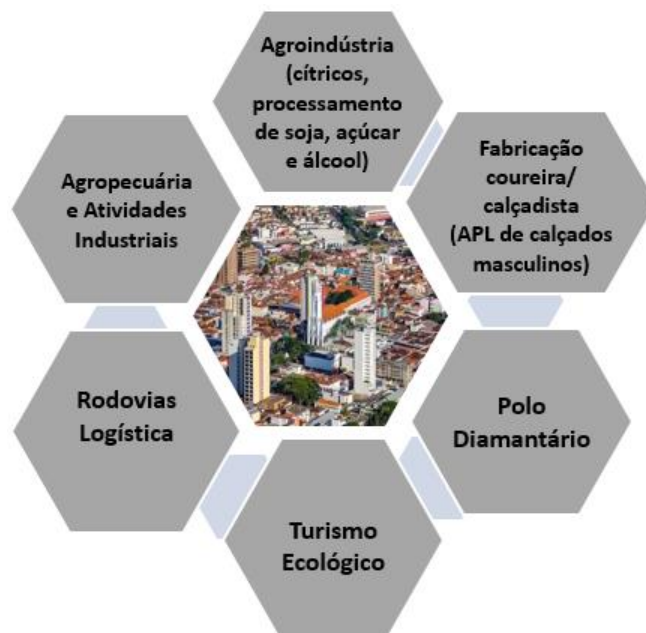 Agroindústria
(cítricos,
processamento
de soja, açúcar
e álcool)
Fabricação
coureira/
calçadista
(APL de calçados
masculinos)
Polo
Diamantário
Turismo
Ecológico
Rodovias
Logística
Agropecuária
e Atividades
Industriais